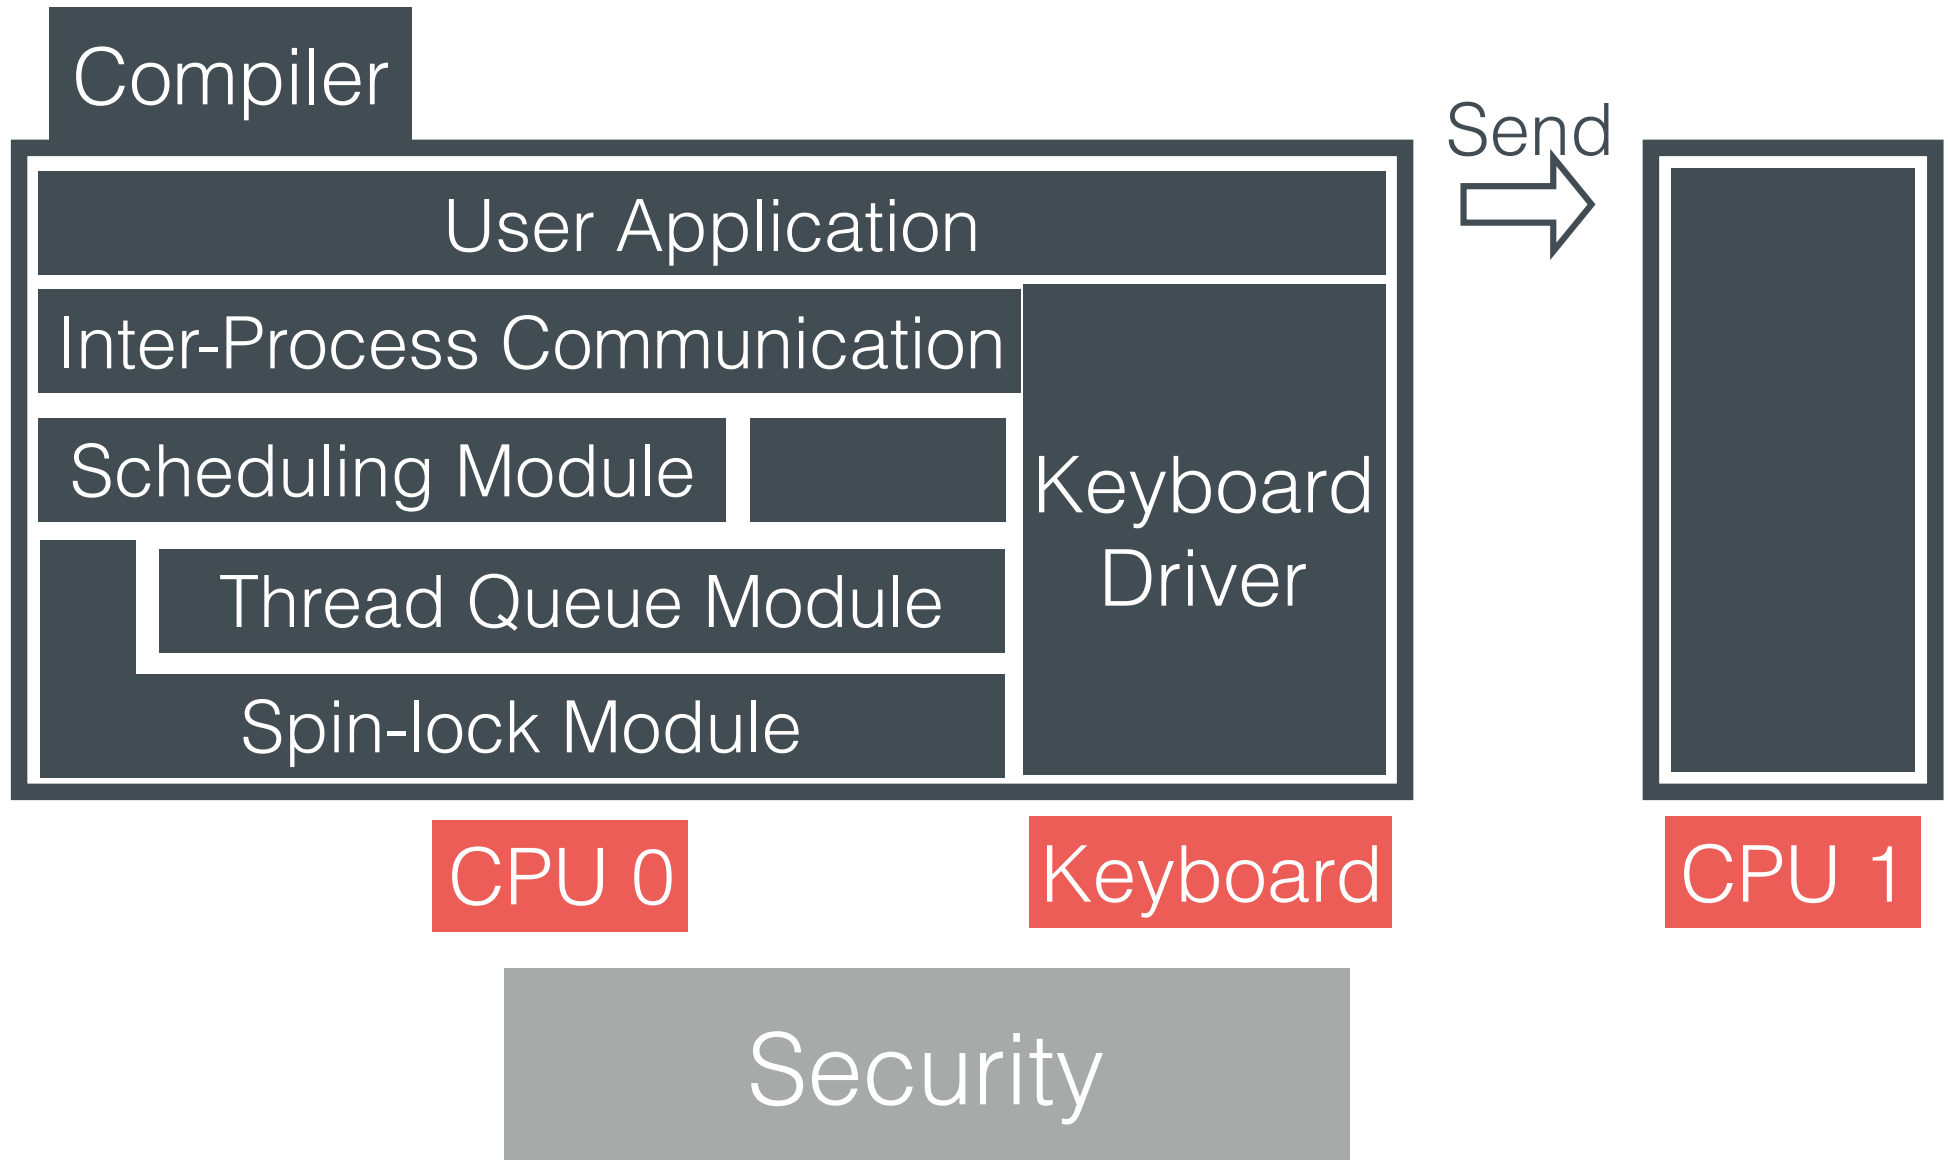 Compiler
Send
User Application
Inter-Process Communication
Scheduling Module
Keyboard
Driver
Thread Queue Module
Spin-lock Module
CPU 0
Keyboard
CPU 1
Security